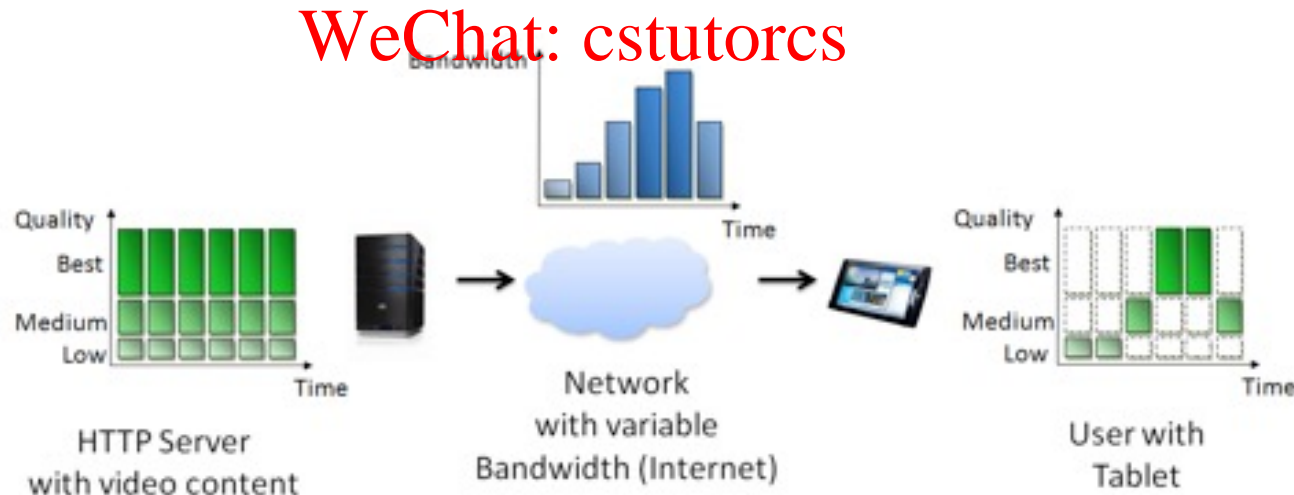 WeChat: cstutorcs
Bandwidth
Time
Quality
Best
Medium
Low
Time
HTTP Server
with video content
Network
with variable
Bandwidth (Internet)
Quality
Best
Medium
Low
Time
User with
Tablet